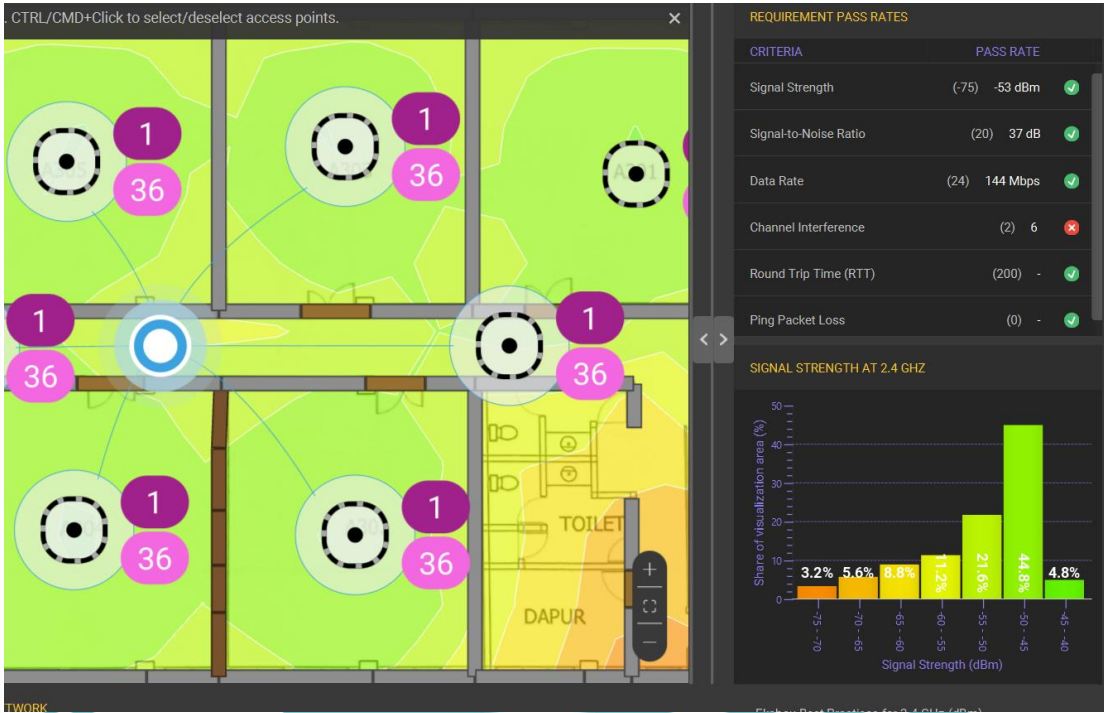 . CTRL/CMD+Click to select/deselect access points. ×
1
36
1
36
A301
1
36
1
36
1
36
1
36
TOILET
DAPUR
TWORK
REQUIREMENT PASS RATES
CRITERIA PASS RATE
Signal Strength (-75) -53 dBm
Signal-to-Noise Ratio (20) 37 dB
Data Rate (24) 144 Mbps
Channel Interference (2) 6
Round Trip Time (RTT) (200) -
Ping Packet Loss (0) -
SIGNAL STRENGTH AT 2.4 GHZ
Share of visualization area (%)
50
40
30
20
10
0
3.2% 5.6% 8.8% 11.2% 21.6% 44.8% 4.8%
-75 - -70 -70 - -65 -65 - -60 -60 - -55 -55 - -50 -50 - -45 -45 - -40
Signal Strength (dBm)